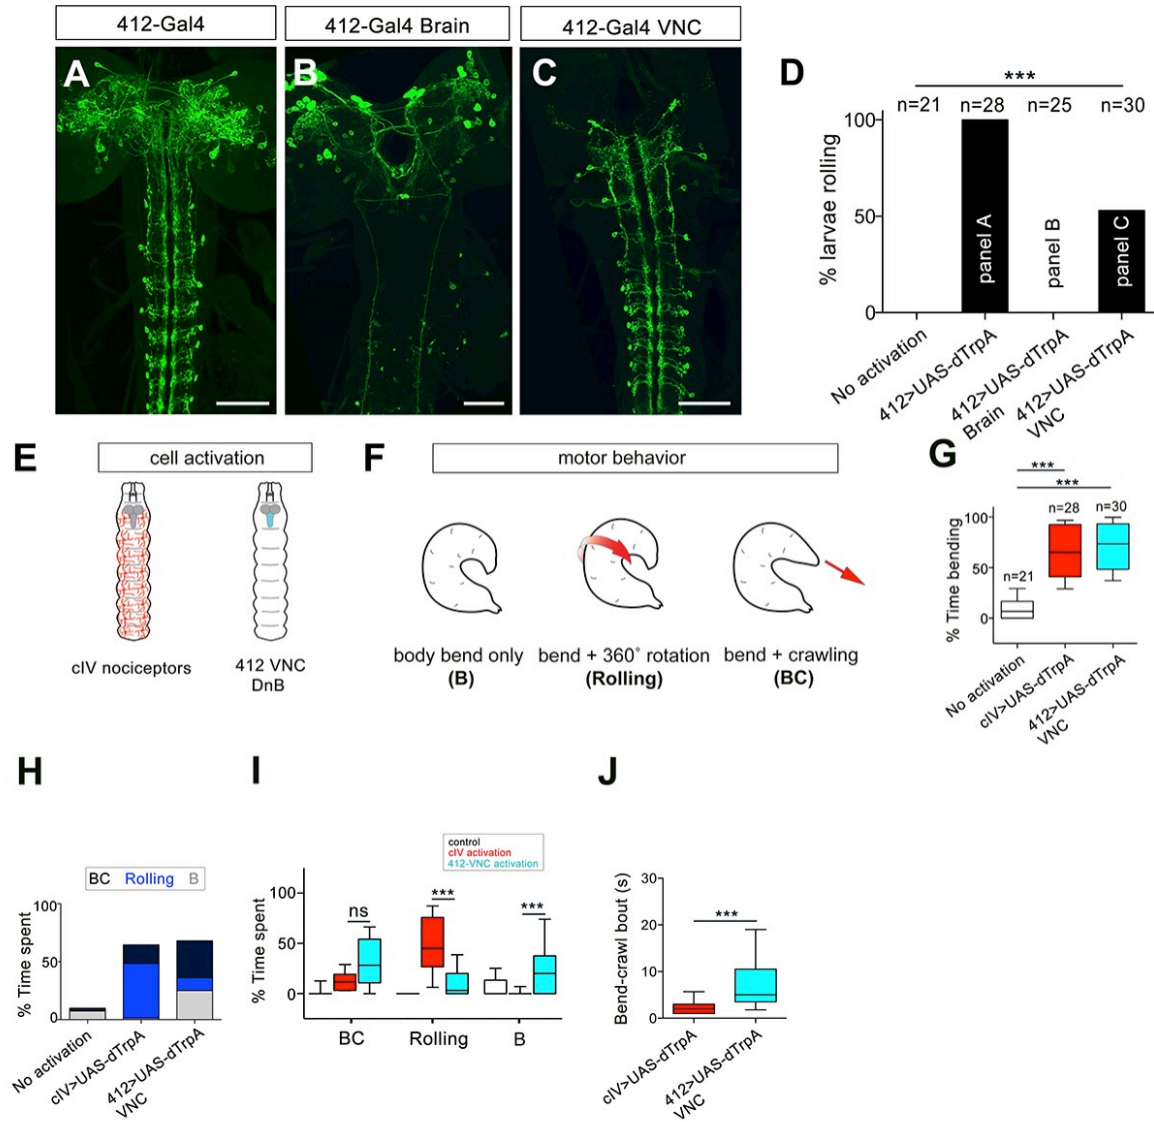 412-Gal4
412-Gal4 Brain
412-Gal4 VNC
A
B
C
D
***
n=21
n=28
n=25
n=30
% larvae rolling
100
50
0
panel A
panel B
panel C
No activation
412>UAS-dTrpA
412>UAS-dTrpA
Brain
412>UAS-dTrpA
VNC
E
cell activation
cIV nociceptors
412 VNC
DnB
F
motor behavior
body bend only
(B)
bend + 360° rotation
(Rolling)
bend + crawling
(BC)
G
***
***
n=28
n=30
n=21
% Time bending
100
50
0
No activation
cIV>UAS-dTrpA
412>UAS-dTrpA
VNC
H
BC Rolling B
% Time spent
100
50
0
No activation
cIV>UAS-dTrpA
412>UAS-dTrpA
VNC
I
control
cIV activation
412-VNC activation
% Time spent
100
50
0
ns
***
***
BC
Rolling
B
J
Bend-crawl bout (s)
30
20
10
0
***
cIV>UAS-dTrpA
412>UAS-dTrpA
VNC